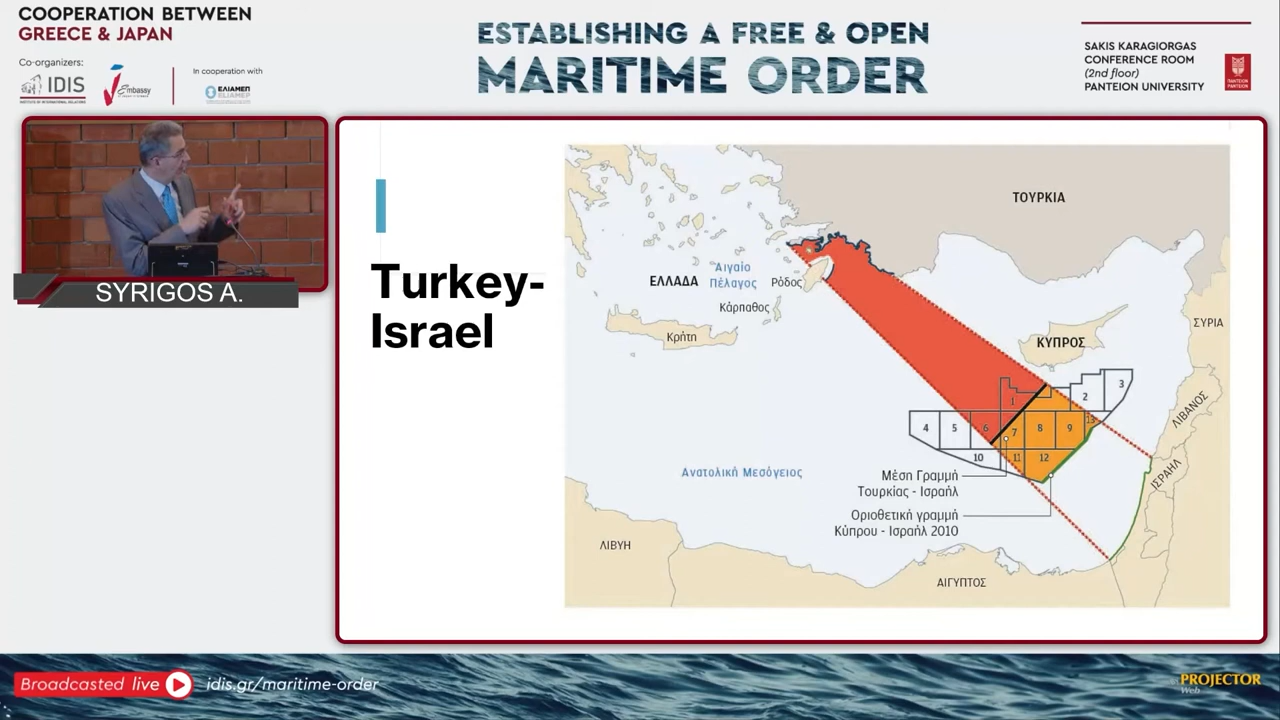 COOPERATION BETWEEN
GREECE & JAPAN
Co-organizers:
IDIS
Embassy
In cooperation with
ΕΛΙΑΜΕΠ
ELIAMEP
ESTABLISHING A FREE & OPEN
MARITIME ORDER
SAKIS KARAGIORGAS
CONFERENCE ROOM
(2nd floor)
PANTEION UNIVERSITY
SYRIGOS A.
Turkey-
Israel
ΤΟΥΡΚΙΑ
ΕΛΛΑΔΑ
Αιγαίο
Πέλαγος
Ρόδος
Κάρπαθος
Κρήτη
ΚΥΠΡΟΣ
ΣΥΡΙΑ
ΛΙΒΑΝΟΣ
ΙΣΡΑΗΛ
1
2
3
4
5
6
7
8
9
13
10
11
12
Ανατολική Μεσόγειος
Μέση Γραμμή
Τουρκίας - Ισραήλ
Οριοθετική γραμμή
Κύπρου - Ισραήλ 2010
ΛΙΒΥΗ
ΑΙΓΥΠΤΟΣ
Broadcasted live
idis.gr/maritime-order
PROJECTOR
Web